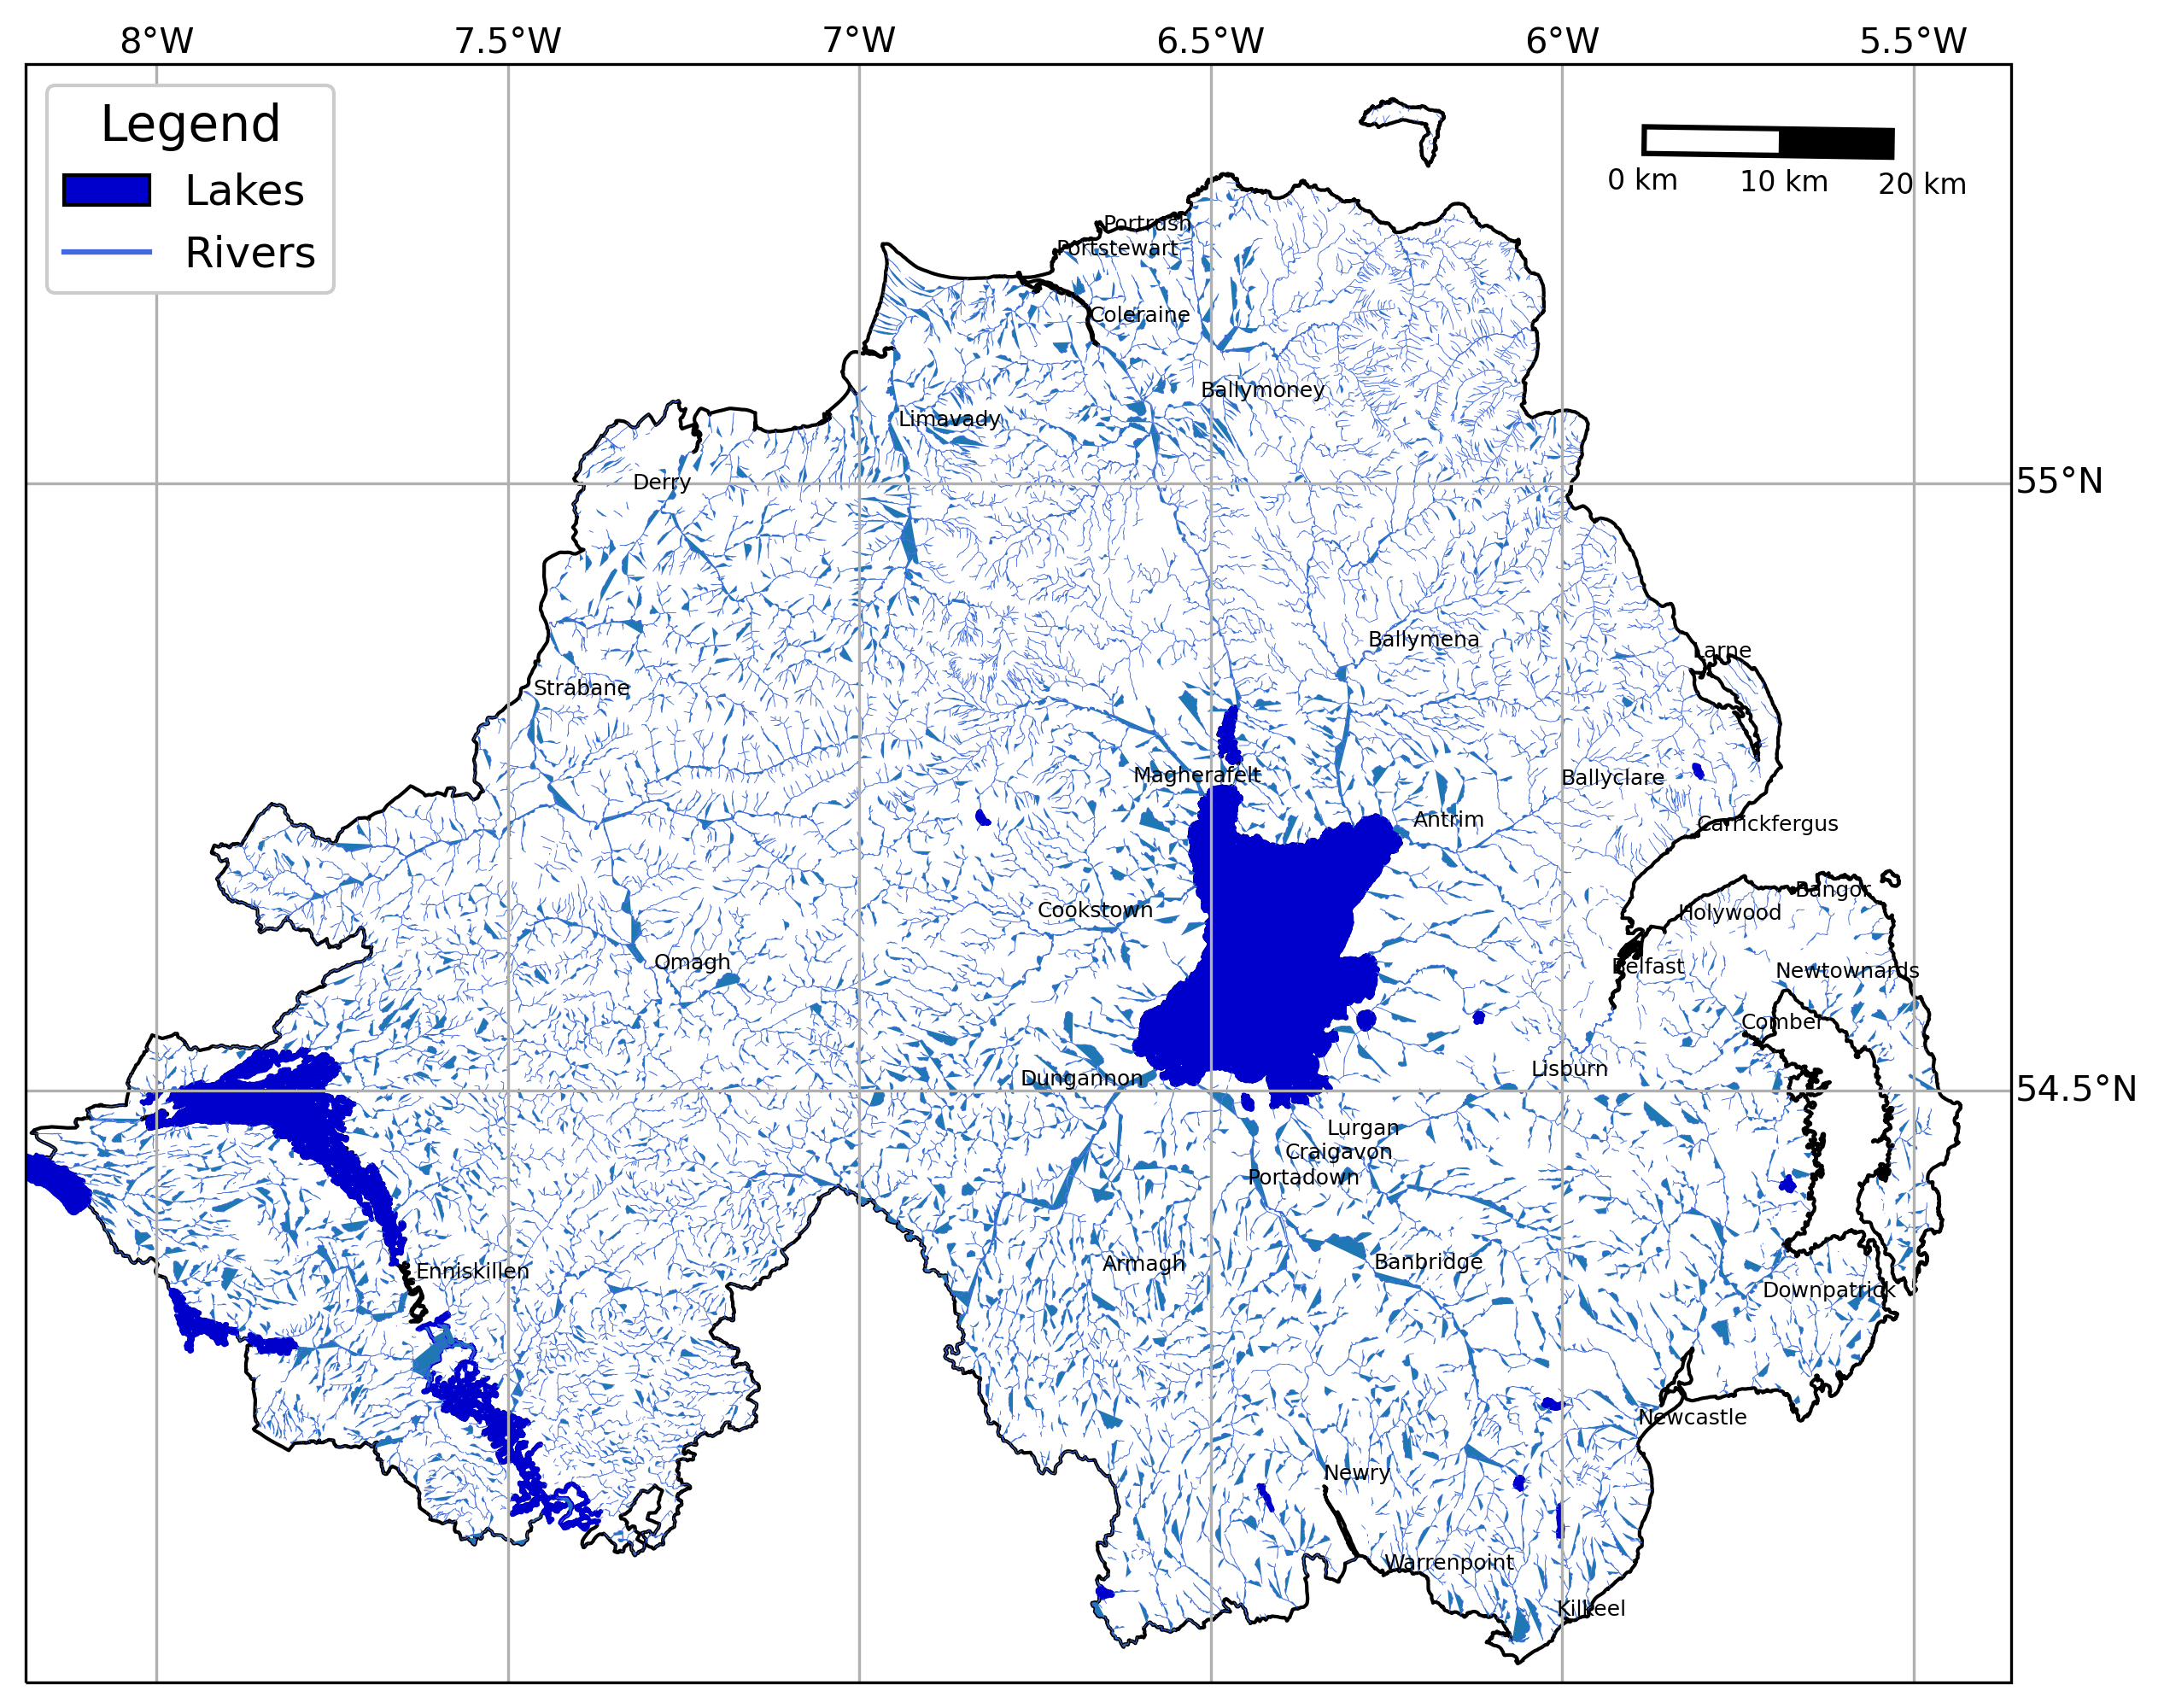 8°W 7.5°W 7°W 6.5°W 6°W 5.5°W
Legend
Lakes
Rivers
0 km 10 km 20 km
Portrush
Portstewart
Coleraine
Ballymoney
Limavady
Derry
55°N
Ballymena
Larne
Strabane
Magherafelt
Ballyclare
Antrim
Carrickfergus
Bangor
Cookstown
Holywood
Omagh
Belfast
Newtownards
Comber
Lisburn
Dungannon
54.5°N
Lurgan
Craigavon
Portadown
Armagh
Banbridge
Enniskillen
Downpatrick
Newcastle
Newry
Warrenpoint
Kilkeel